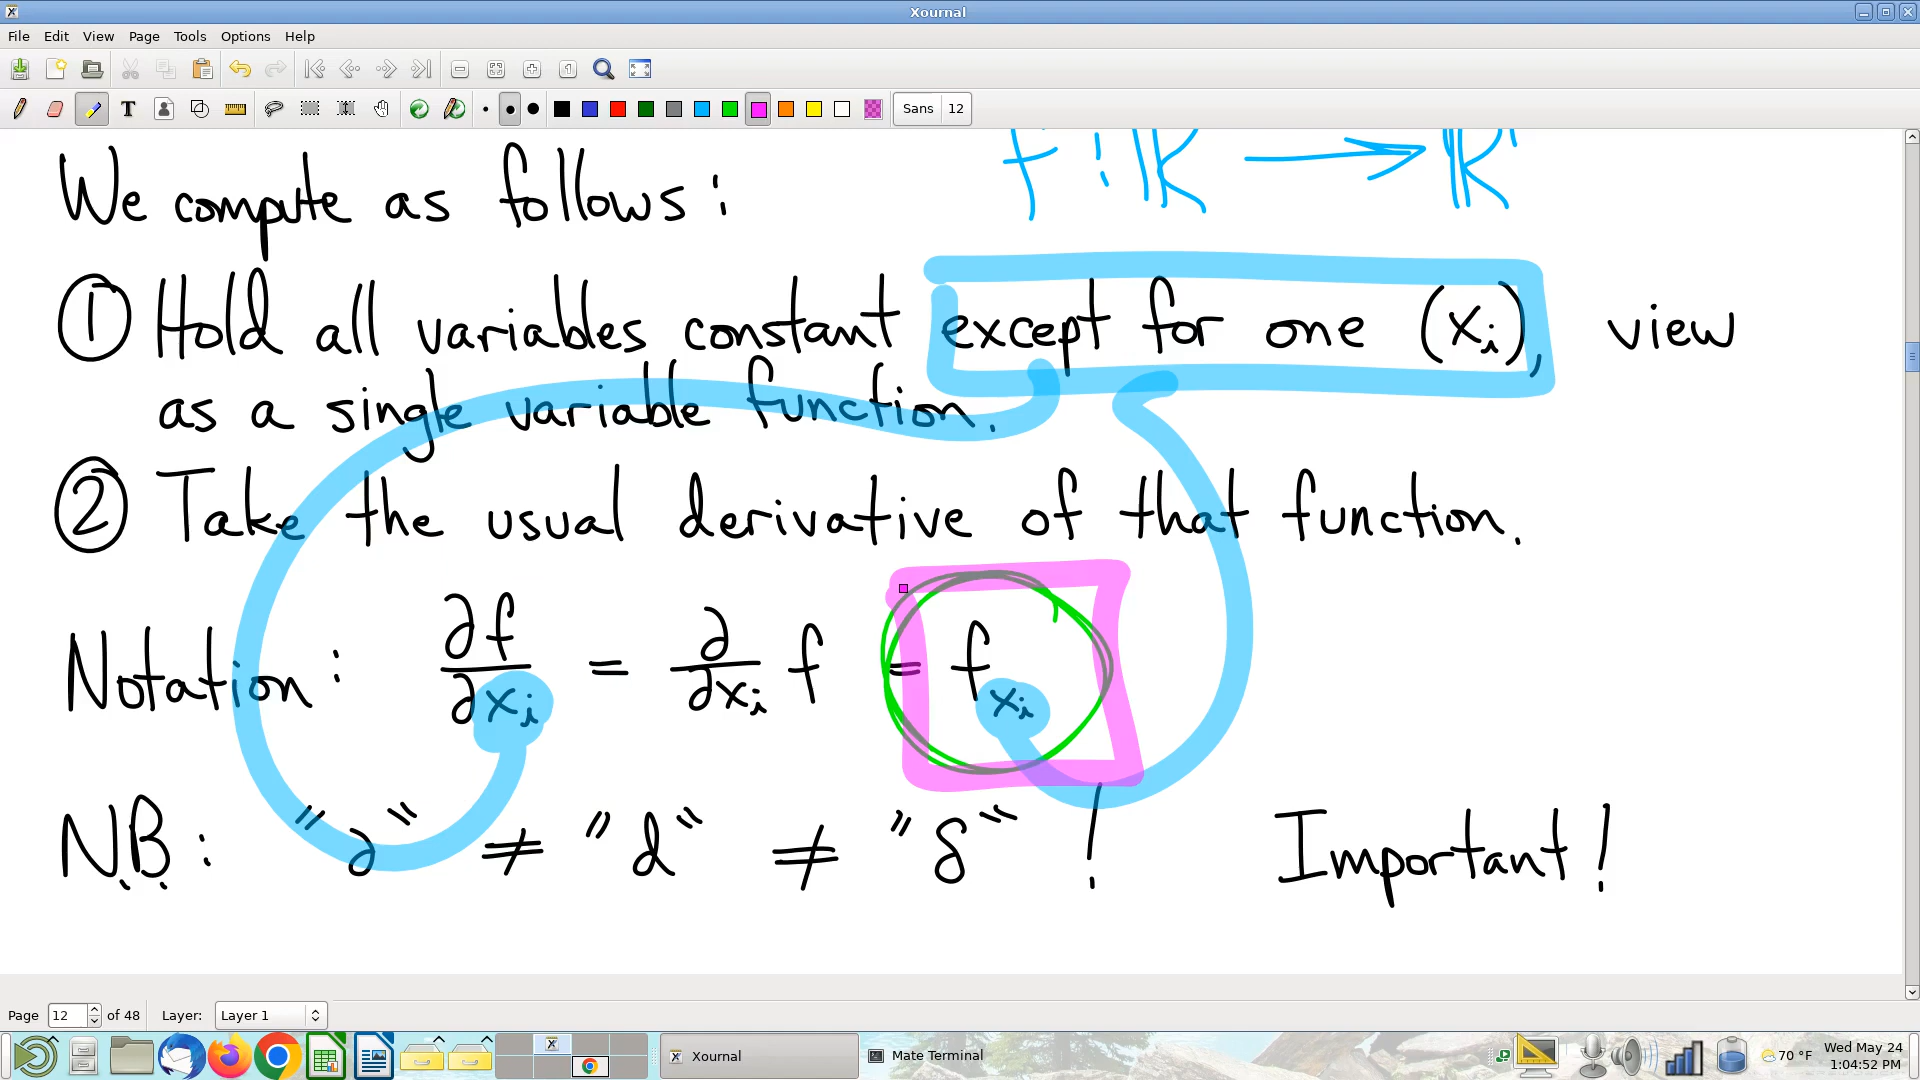 Xournal
File Edit View Page Tools Options Help
Sans 12
f : ℝ → ℝ
We compute as follows:
① Hold all variables constant except for one (xᵢ), view
as a single variable function.
② Take the usual derivative of that function.
Notation: ∂f/∂xᵢ = ∂/∂xᵢ f = f_xᵢ
N.B.: "∂" ≠ "d" ≠ "δ"! Important!
Page 12 of 48 Layer: Layer 1
Xournal Mate Terminal 70 °F Wed May 24
1:04:52 PM